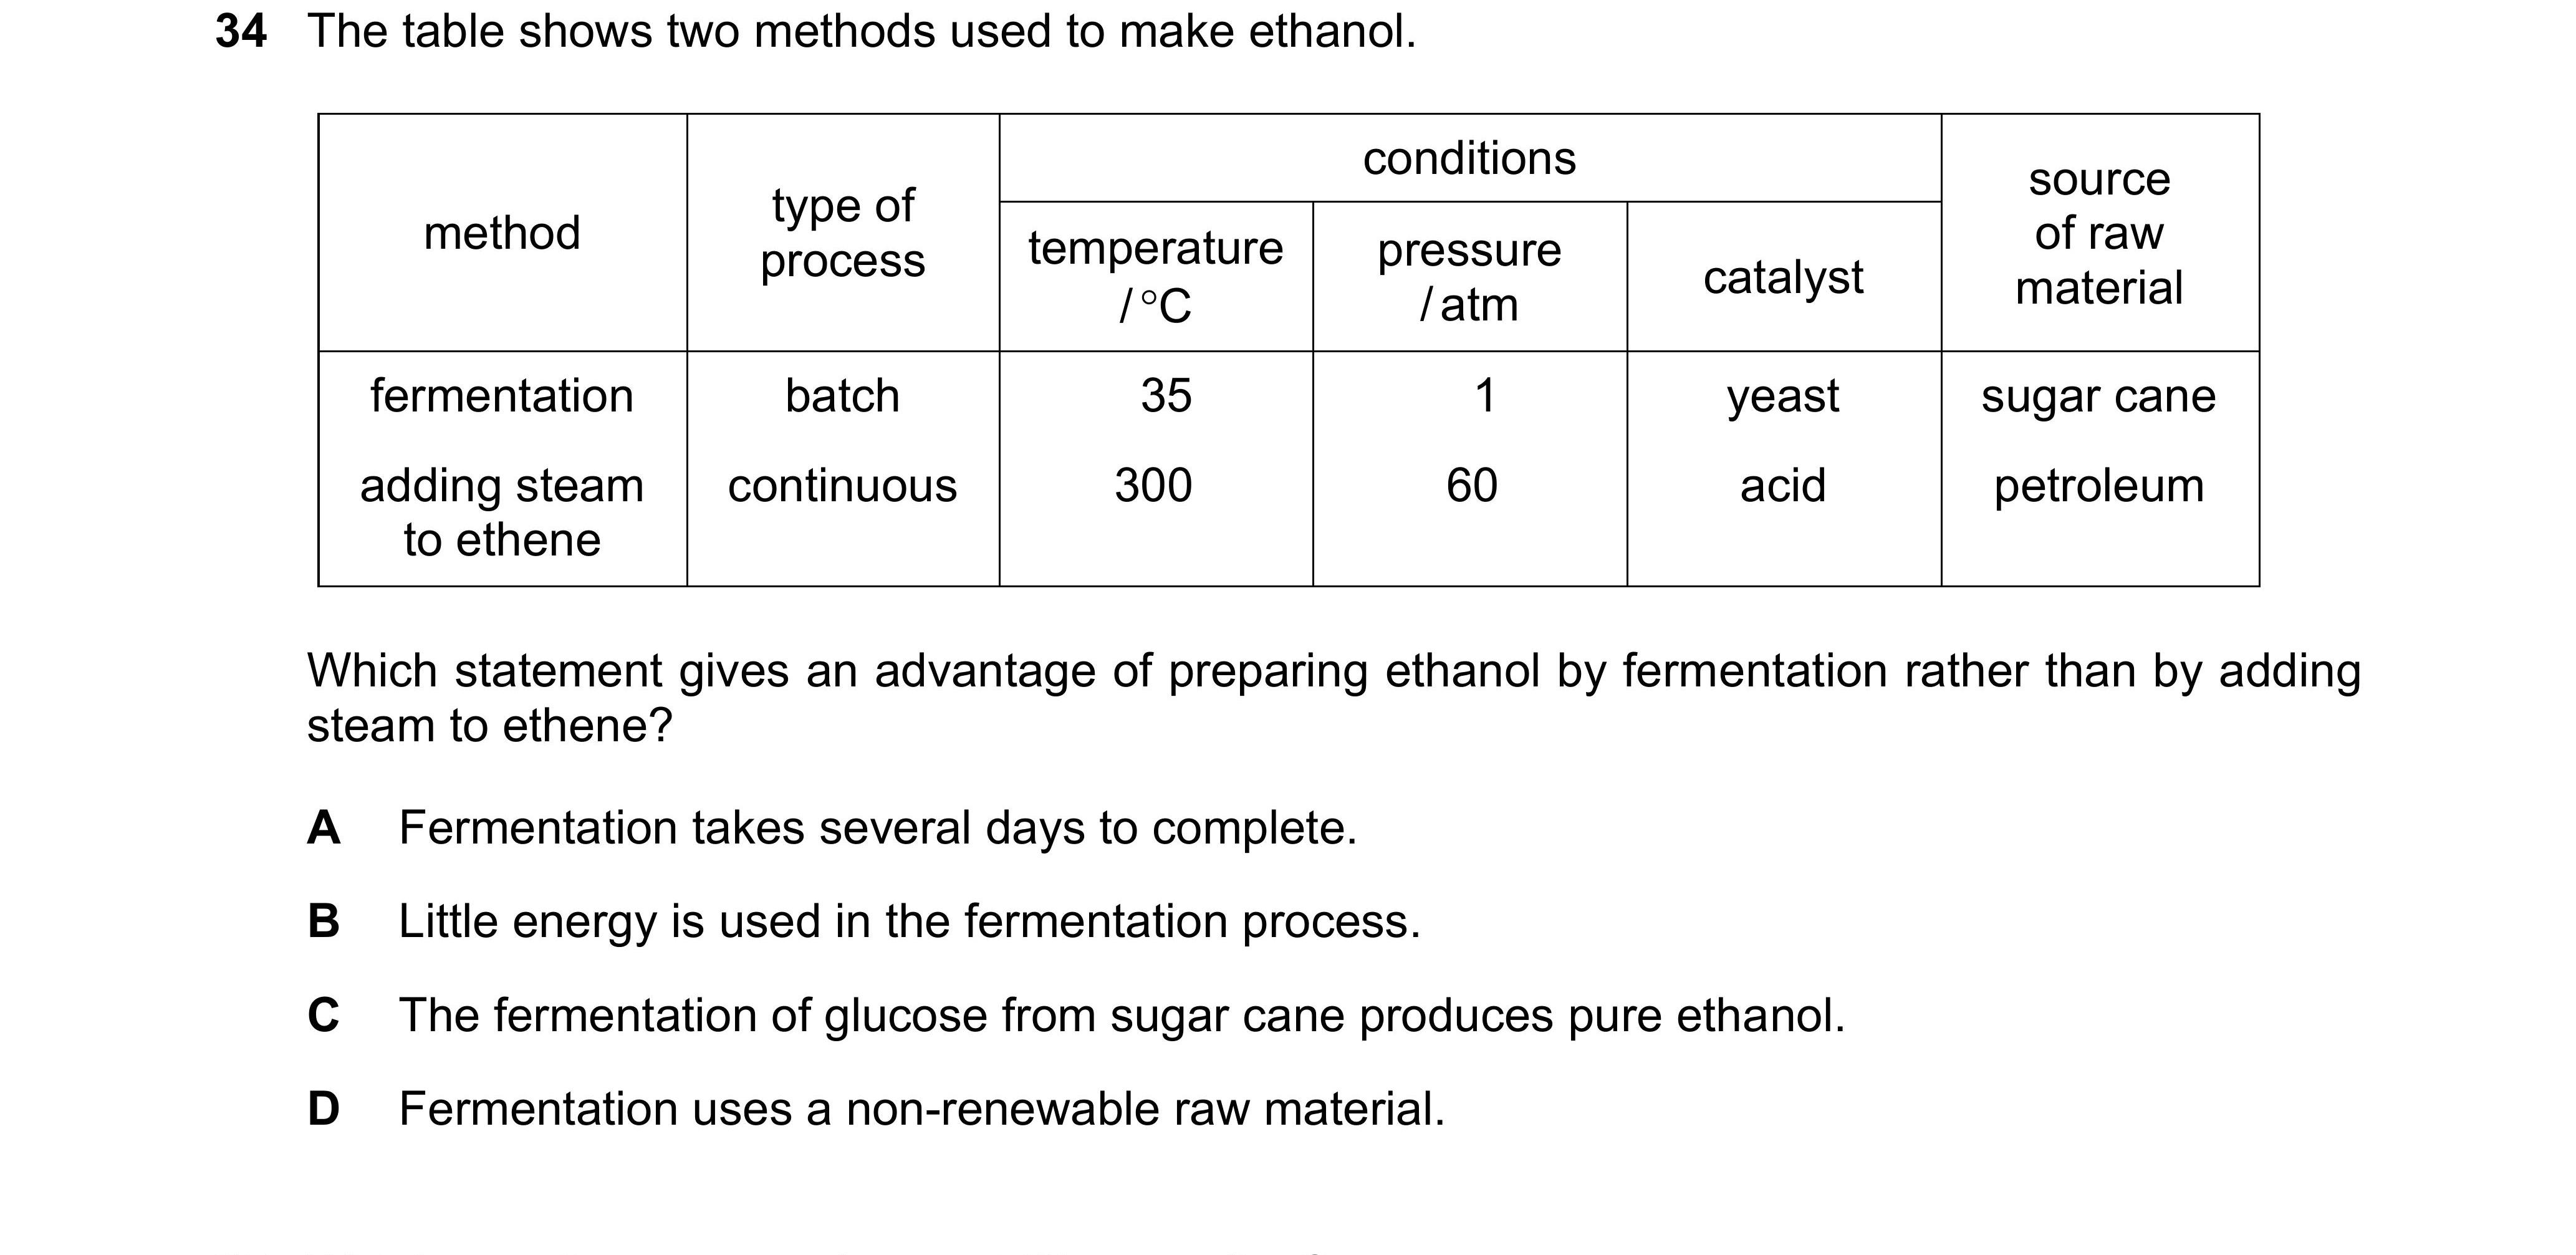 34 The table shows two methods used to make ethanol.
method
type of
process
conditions
temperature
/ °C
pressure
/ atm
catalyst
source
of raw
material
fermentation batch 35 1 yeast sugar cane
adding steam continuous 300 60 acid petroleum
to ethene
Which statement gives an advantage of preparing ethanol by fermentation rather than by adding
steam to ethene?
A Fermentation takes several days to complete.
B Little energy is used in the fermentation process.
C The fermentation of glucose from sugar cane produces pure ethanol.
D Fermentation uses a non-renewable raw material.